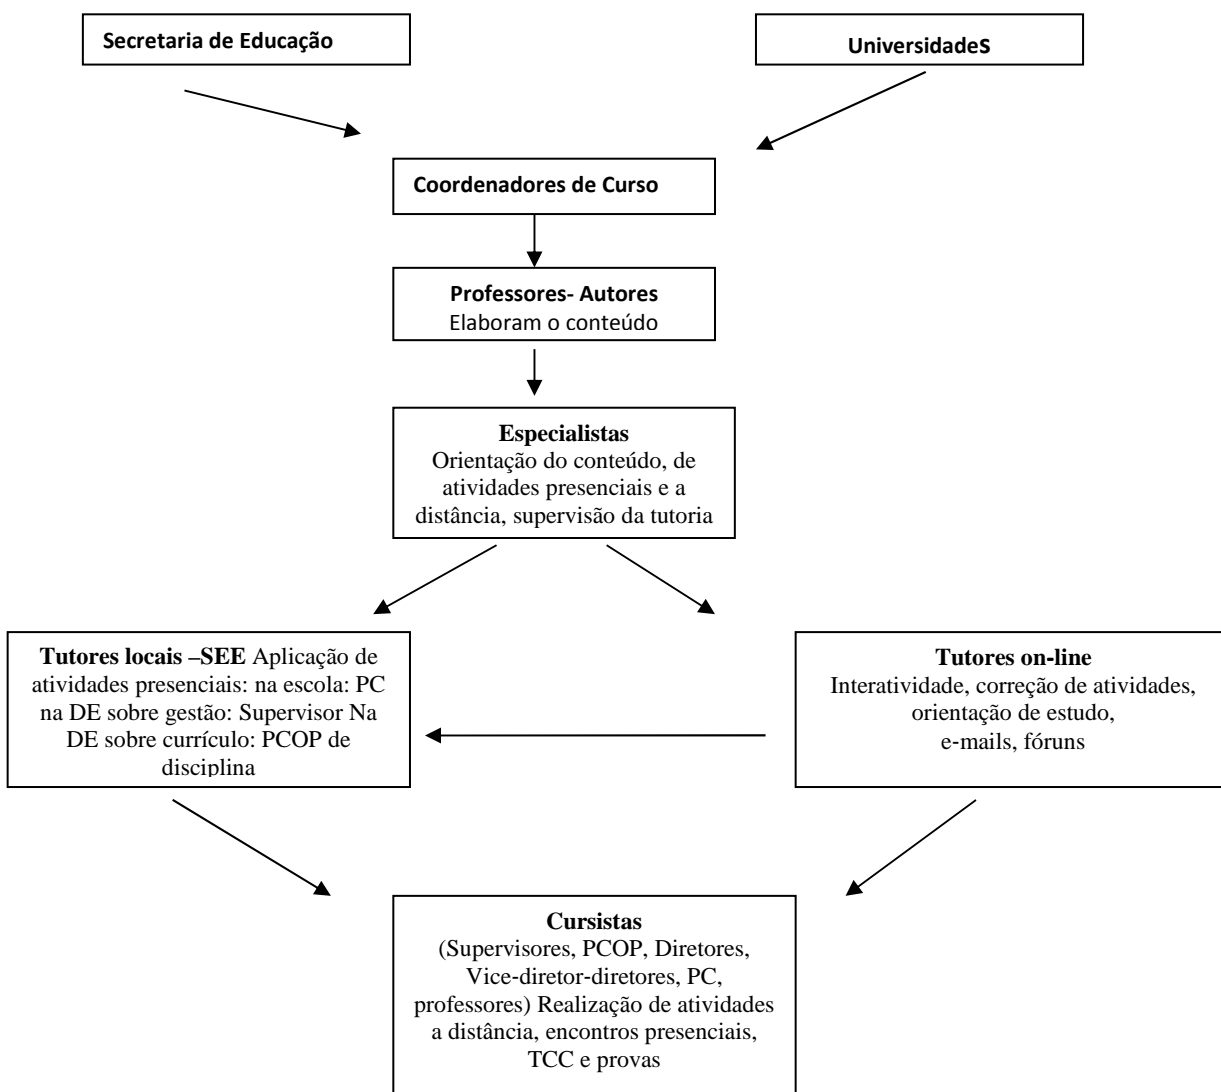 Secretaria de Educação
Universidades
Coordenadores de Curso
Professores- Autores
Elaboram o conteúdo
Especialistas
Orientação do conteúdo, de
atividades presenciais e a
distância, supervisão da tutoria
Tutores locais –SEE Aplicação de
atividades presenciais: na escola: PC
na DE sobre gestão: Supervisor Na
DE sobre currículo: PCOP de
disciplina
Tutores on-line
Interatividade, correção de atividades,
orientação de estudo,
e-mails, fóruns
Cursistas
(Supervisores, PCOP, Diretores,
Vice-diretor-diretores, PC,
professores) Realização de atividades
a distância, encontros presenciais,
TCC e provas